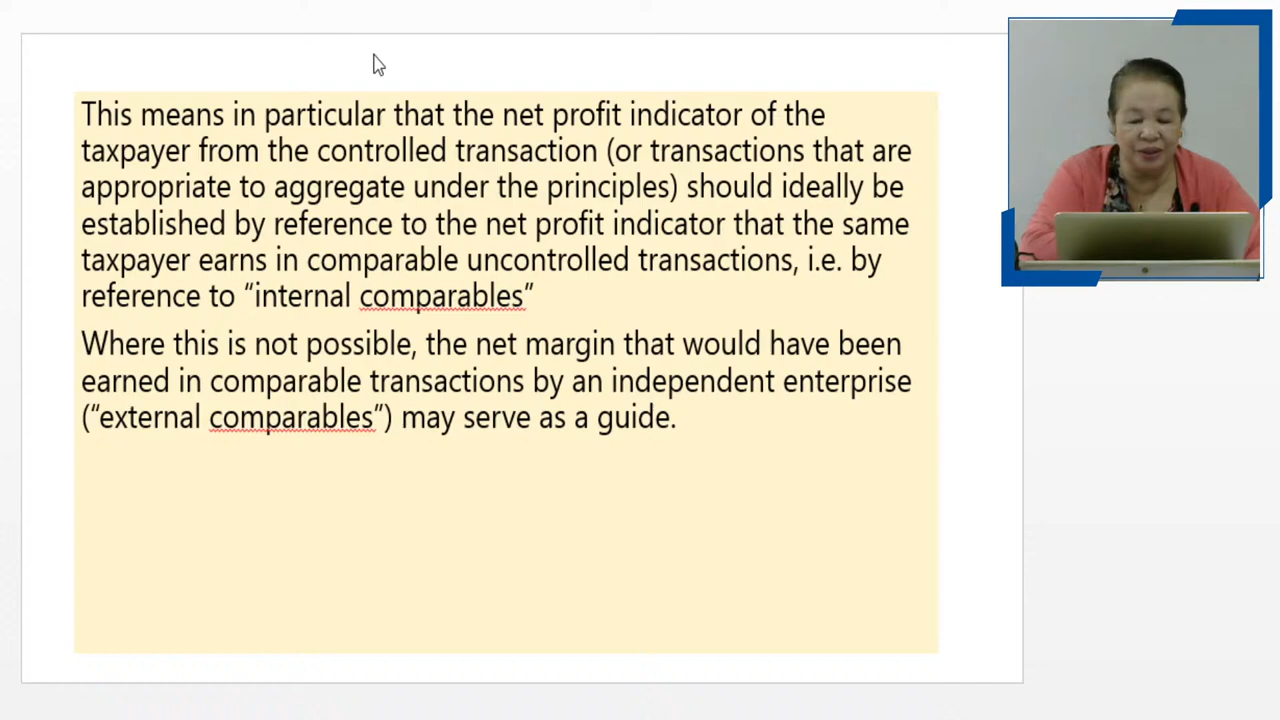 This means in particular that the net profit indicator of the
taxpayer from the controlled transaction (or transactions that are
appropriate to aggregate under the principles) should ideally be
established by reference to the net profit indicator that the same
taxpayer earns in comparable uncontrolled transactions, i.e. by
reference to “internal comparables”
Where this is not possible, the net margin that would have been
earned in comparable transactions by an independent enterprise
(“external comparables”) may serve as a guide.